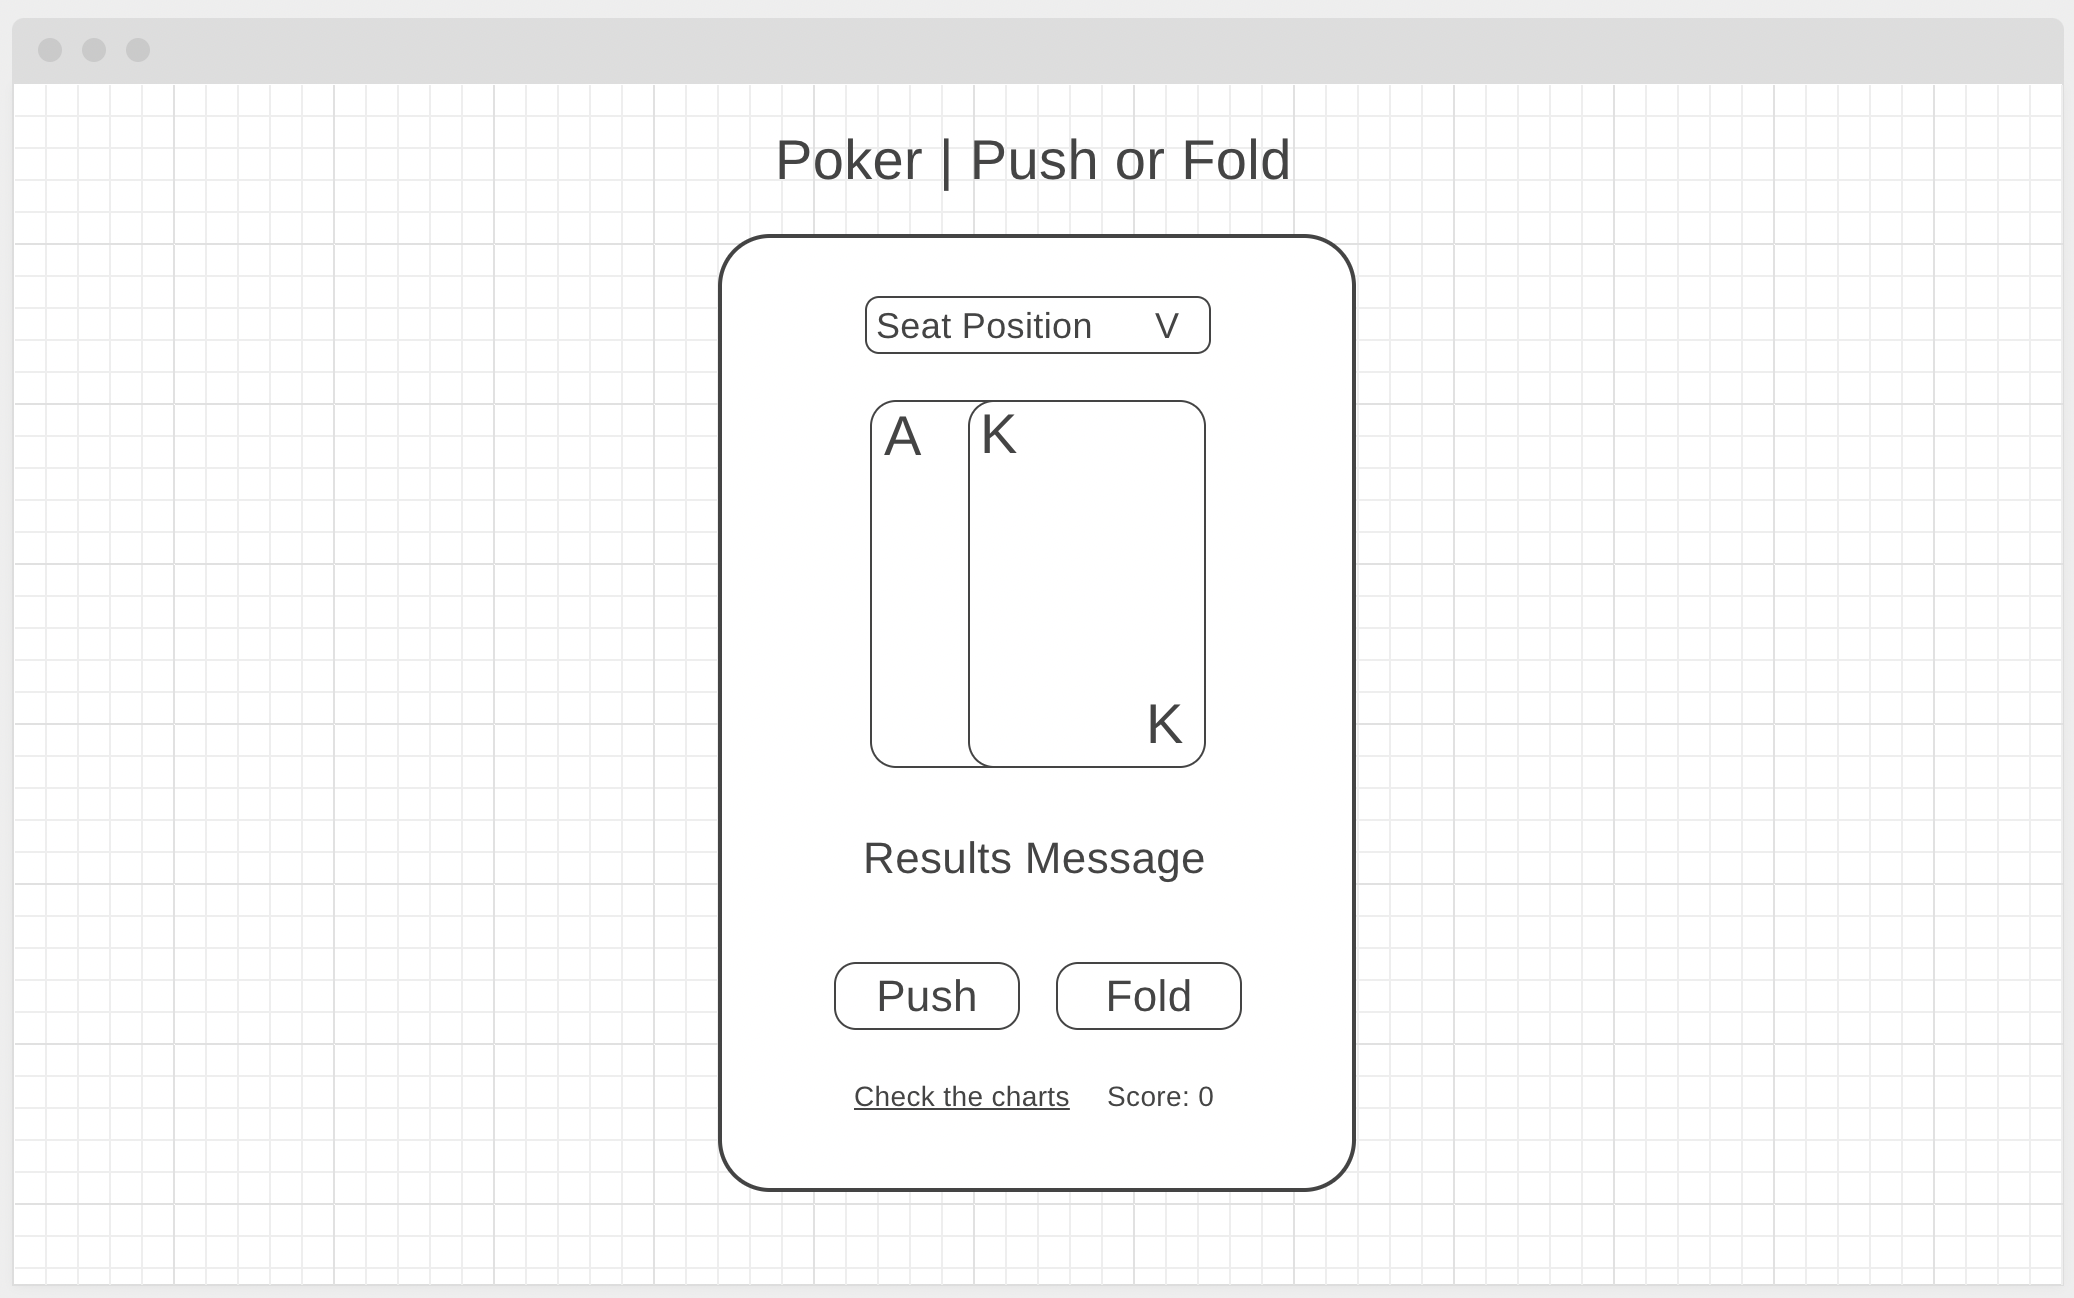 Poker | Push or Fold
Seat Position V
A K
K
Results Message
Push Fold
Check the charts Score: 0